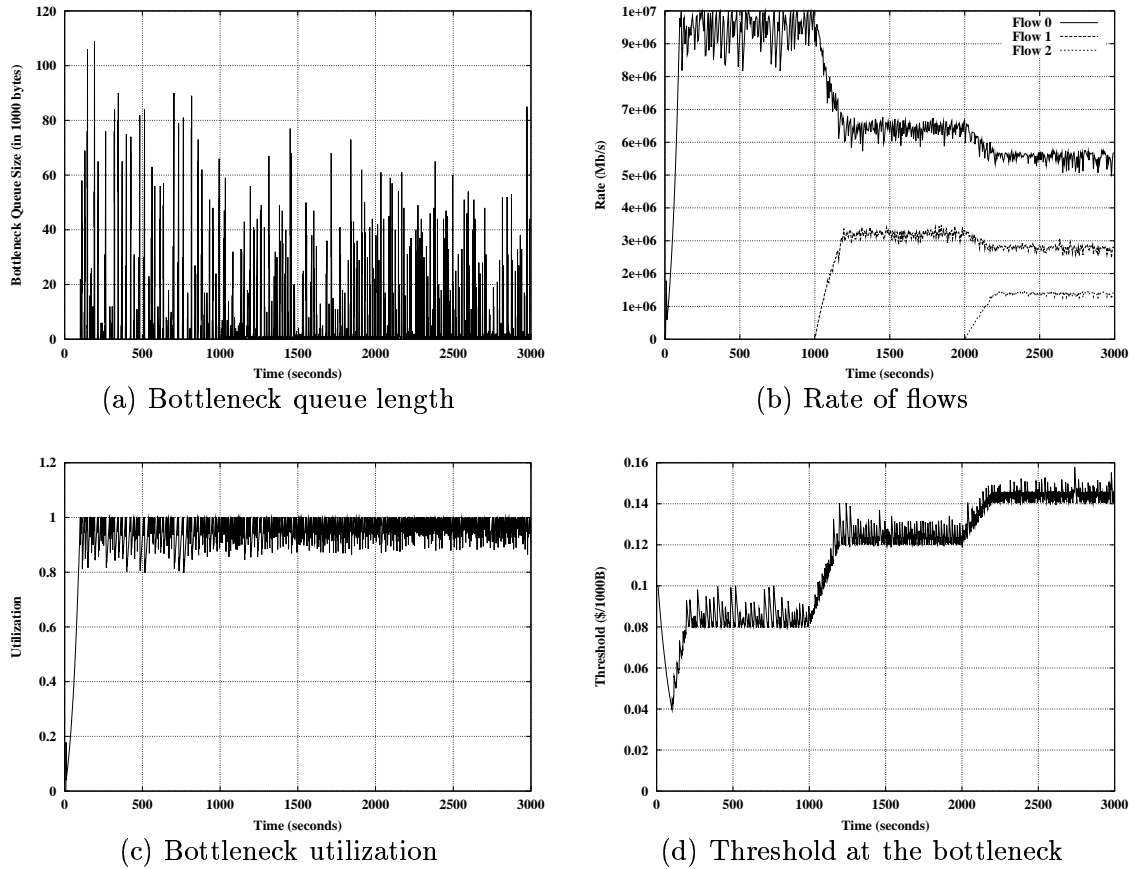 120
100
80
60
40
20
0
Bottleneck Queue Size (in 1000 bytes)
0 500 1000 1500 2000 2500 3000
Time (seconds)
(a) Bottleneck queue length
1e+07
9e+06
8e+06
7e+06
6e+06
5e+06
4e+06
3e+06
2e+06
1e+06
0
Rate (Mb/s)
Flow 0
Flow 1
Flow 2
0 500 1000 1500 2000 2500 3000
Time (seconds)
(b) Rate of flows
1.2
1
0.8
0.6
0.4
0.2
0
Utilization
0 500 1000 1500 2000 2500 3000
Time (seconds)
(c) Bottleneck utilization
0.16
0.14
0.12
0.1
0.08
0.06
0.04
0.02
0
Threshold ($/1000B)
0 500 1000 1500 2000 2500 3000
Time (seconds)
(d) Threshold at the bottleneck